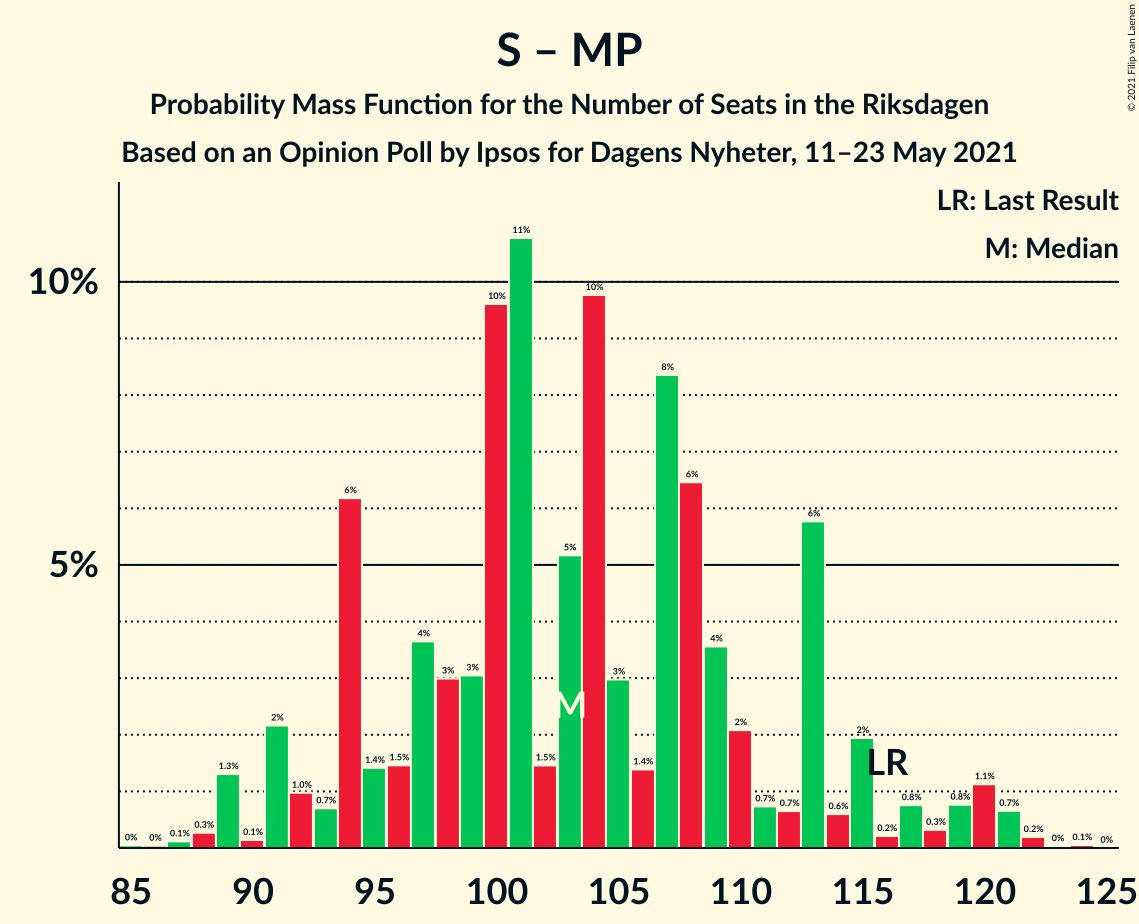 S – MP
Probability Mass Function for the Number of Seats in the Riksdagen
Based on an Opinion Poll by Ipsos for Dagens Nyheter, 11–23 May 2021
© 2021 Filip van Laenen
LR: Last Result
M: Median
10%
5%
0% 0% 0.1% 0.3% 1.3% 0.1% 2% 1.0% 0.7% 6% 1.4% 1.5% 4% 3% 3% 10% 11% 1.5% 5% 10% 3% 1.4% 8% 6% 4% 2% 0.7% 0.7% 6% 0.6% 2% 0.2% 0.8% 0.3% 0.8% 1.1% 0.7% 0.2% 0% 0.1% 0%
M
LR
85 90 95 100 105 110 115 120 125